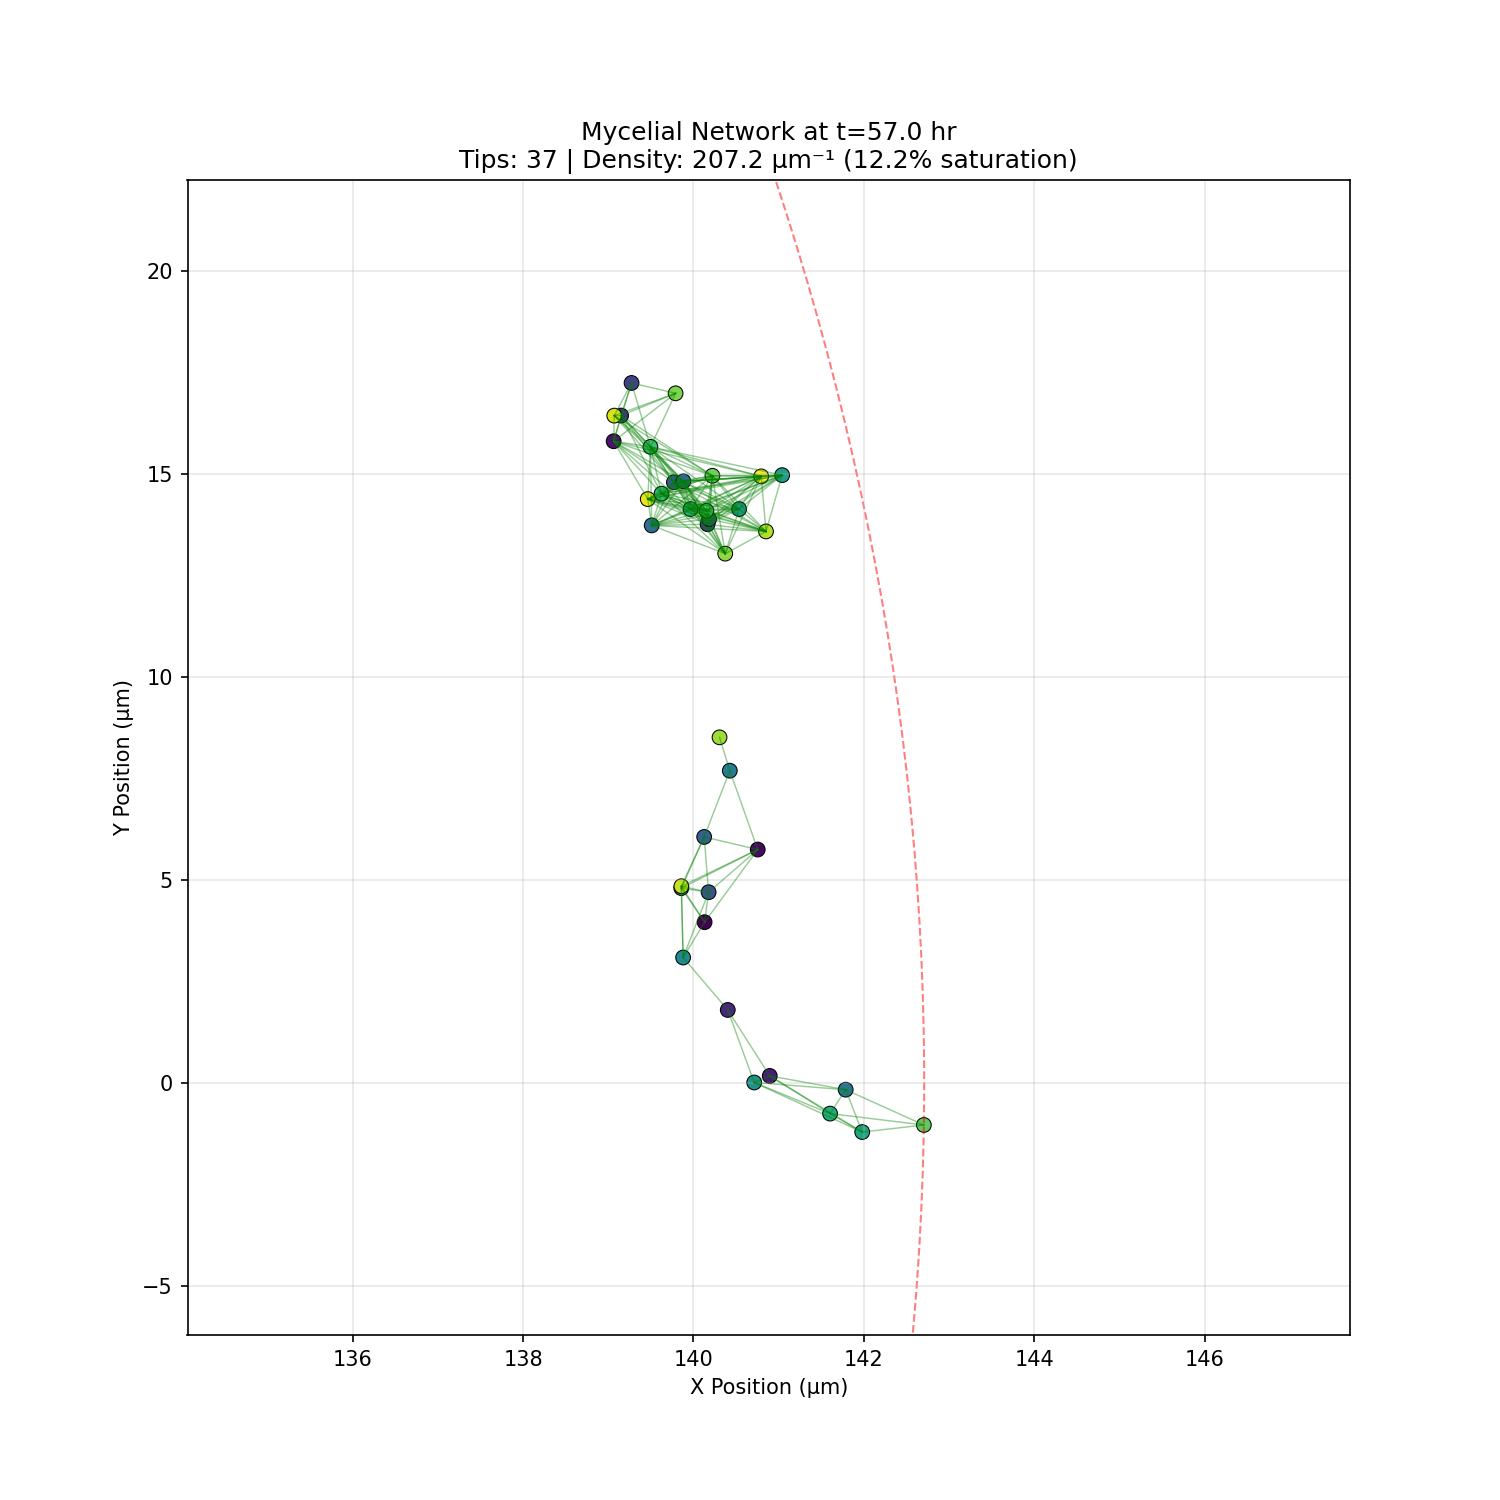 Mycelial Network at t=57.0 hr
Tips: 37 | Density: 207.2 μm⁻¹ (12.2% saturation)
20
15
10
5
0
−5
Y Position (μm)
136 138 140 142 144 146
X Position (μm)